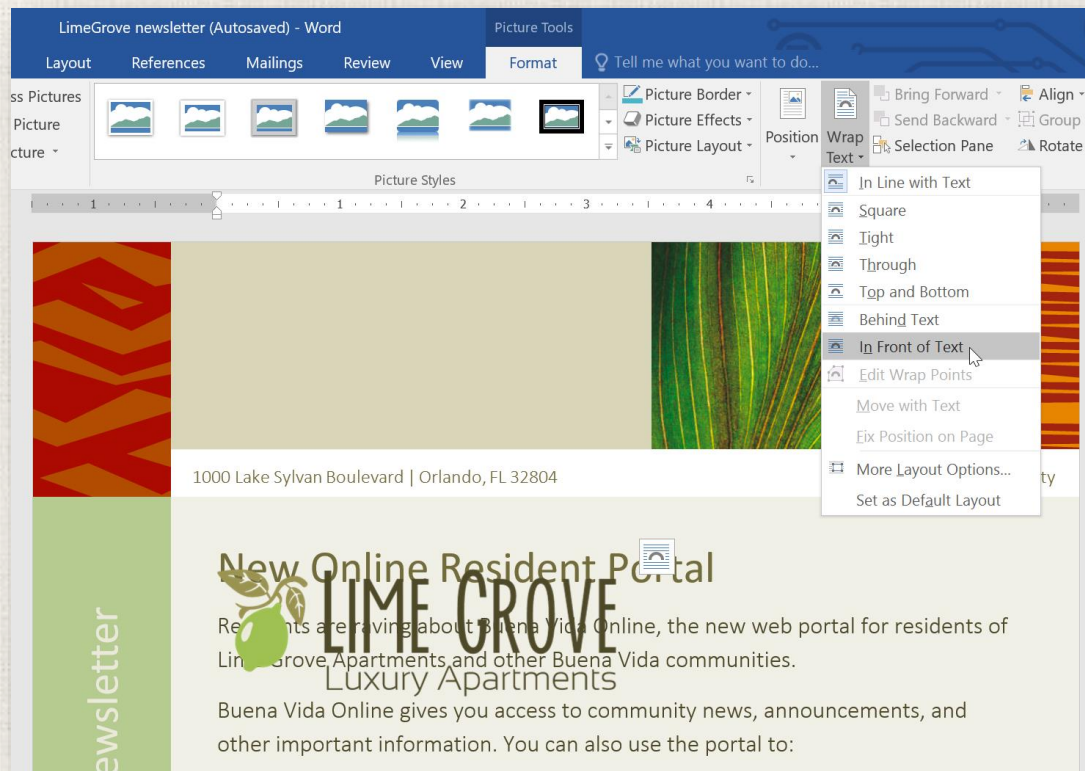 LimeGrove newsletter (Autosaved) - Word
Picture Tools
Layout References Mailings Review View Format Tell me what you want to do...
ss Pictures
Picture
cture
Picture Styles
Picture Border
Picture Effects
Picture Layout
Position
Wrap
Text
Bring Forward
Send Backward
Selection Pane
Align
Group
Rotate
In Line with Text
Square
Tight
Through
Top and Bottom
Behind Text
In Front of Text
Edit Wrap Points
Move with Text
Fix Position on Page
More Layout Options...
Set as Default Layout
1 1 2 3 4
1000 Lake Sylvan Boulevard | Orlando, FL 32804
ty
ewsletter
New Online Resident Portal
LIME GROVE
Luxury Apartments
Residents are raving about Buena Vida Online, the new web portal for residents of
Lime Grove Apartments and other Buena Vida communities.
Buena Vida Online gives you access to community news, announcements, and
other important information. You can also use the portal to: